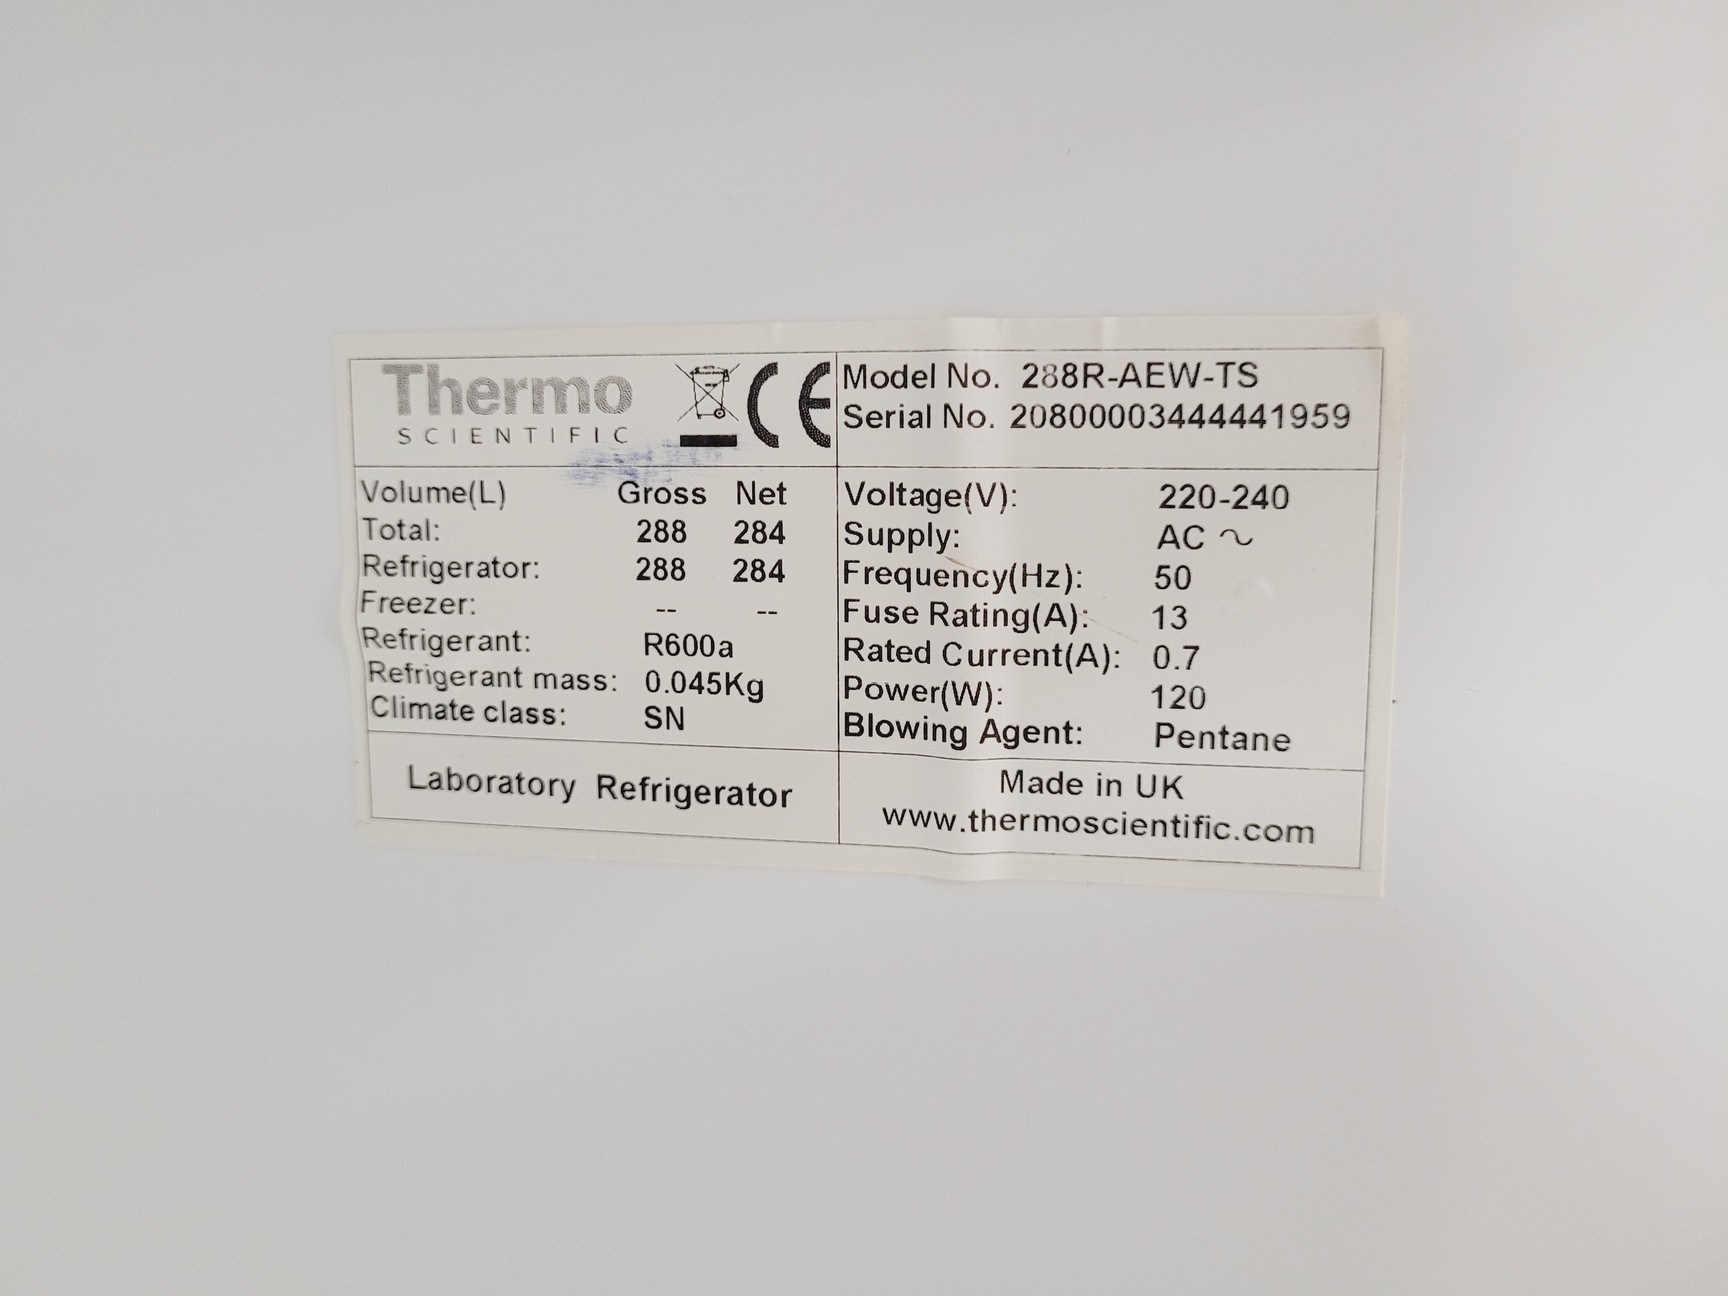 Thermo
SCIENTIFIC
CE
Model No. 288R-AEW-TS
Serial No. 20800003444441959
Volume(L) Gross Net
Total: 288 284
Refrigerator: 288 284
Freezer: -- --
Refrigerant: R600a
Refrigerant mass: 0.045Kg
Climate class: SN
Voltage(V): 220-240
Supply: AC ~
Frequency(Hz): 50
Fuse Rating(A): 13
Rated Current(A): 0.7
Power(W): 120
Blowing Agent: Pentane
Laboratory Refrigerator
Made in UK
www.thermoscientific.com